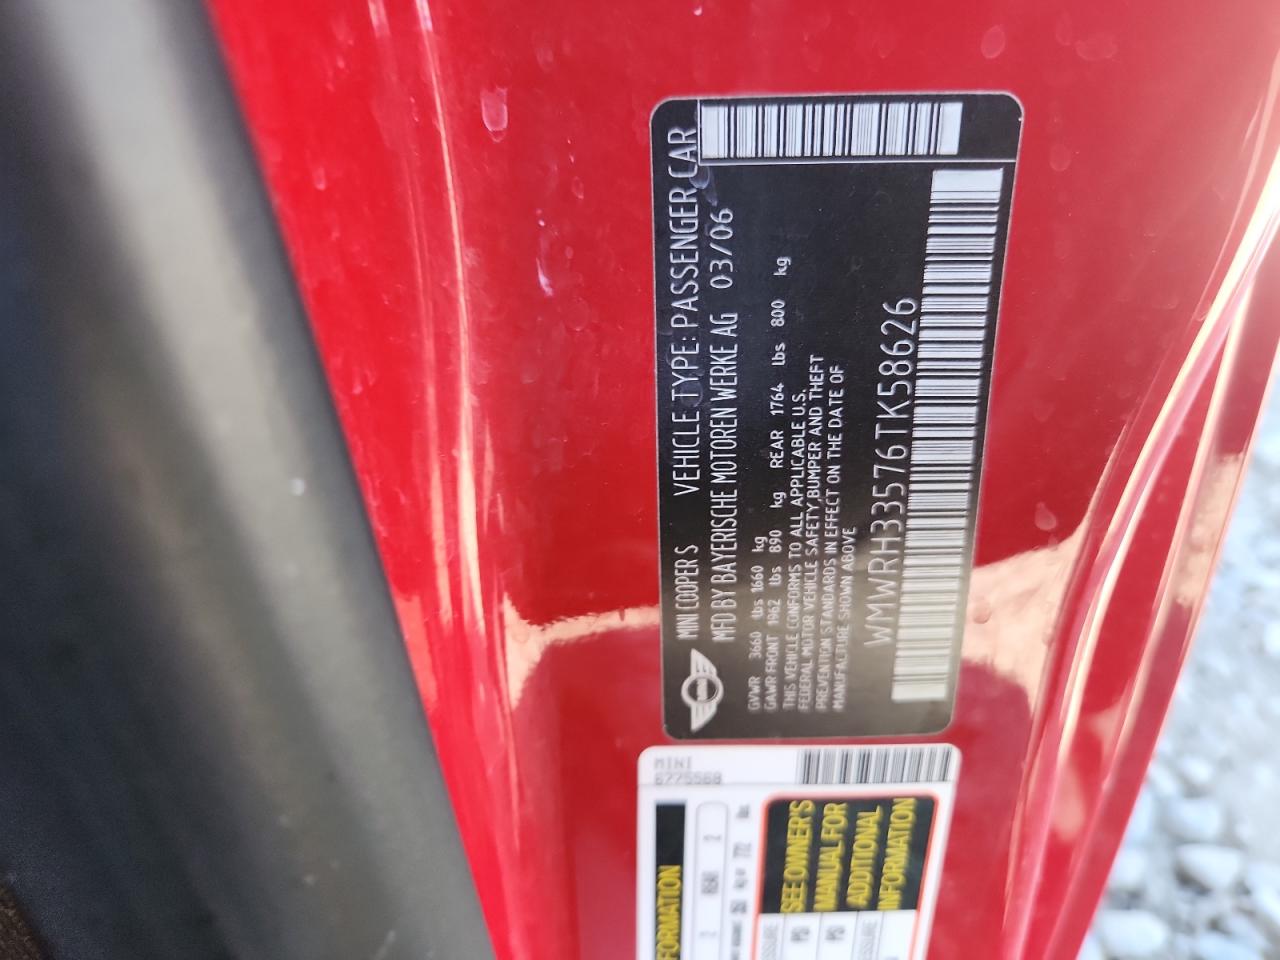 MINI COOPER S VEHICLE TYPE: PASSENGER CAR
MFD BY BAYERISCHE MOTOREN WERKE AG 03/06
GVWR 3660 lbs 1660 kg
GAWR FRONT 1962 lbs 890 kg REAR 1764 lbs 800 kg
THIS VEHICLE CONFORMS TO ALL APPLICABLE U.S.
FEDERAL MOTOR VEHICLE SAFETY,BUMPER AND THEFT
PREVENTION STANDARDS IN EFFECT ON THE DATE OF
MANUFACTURE SHOWN ABOVE
WMWRH33576TK58626
MINI
6775568
FORMATION
SEE OWNER'S
MANUAL FOR
ADDITIONAL
INFORMATION